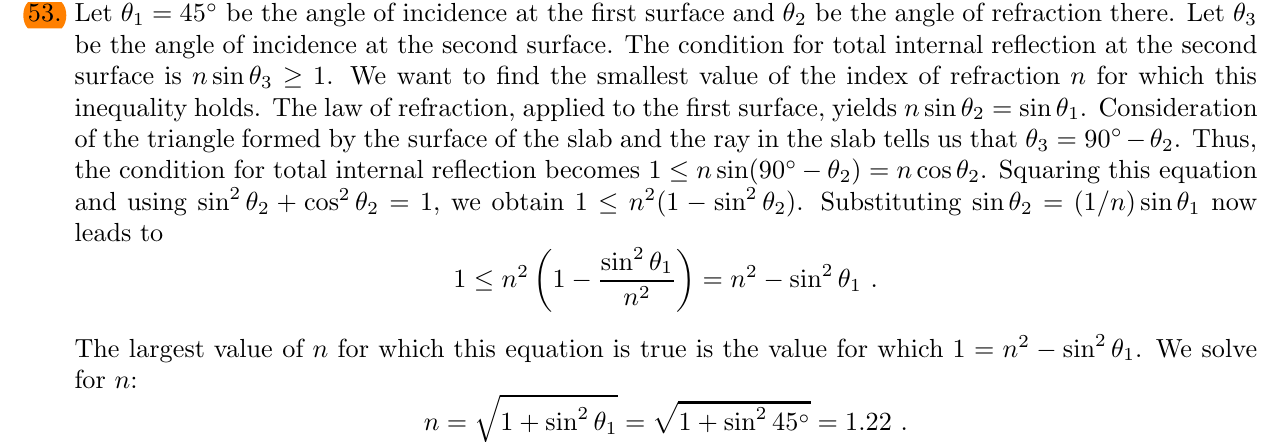 53. Let θ₁ = 45° be the angle of incidence at the first surface and θ₂ be the angle of refraction there. Let θ₃
be the angle of incidence at the second surface. The condition for total internal reflection at the second
surface is n sin θ₃ ≥ 1. We want to find the smallest value of the index of refraction n for which this
inequality holds. The law of refraction, applied to the first surface, yields n sin θ₂ = sin θ₁. Consideration
of the triangle formed by the surface of the slab and the ray in the slab tells us that θ₃ = 90° − θ₂. Thus,
the condition for total internal reflection becomes 1 ≤ n sin(90° − θ₂) = n cos θ₂. Squaring this equation
and using sin² θ₂ + cos² θ₂ = 1, we obtain 1 ≤ n²(1 − sin² θ₂). Substituting sin θ₂ = (1/n) sin θ₁ now
leads to
1 ≤ n² (1 − sin² θ₁ / n²) = n² − sin² θ₁ .
The largest value of n for which this equation is true is the value for which 1 = n² − sin² θ₁. We solve
for n:
n = √(1 + sin² θ₁) = √(1 + sin² 45°) = 1.22 .